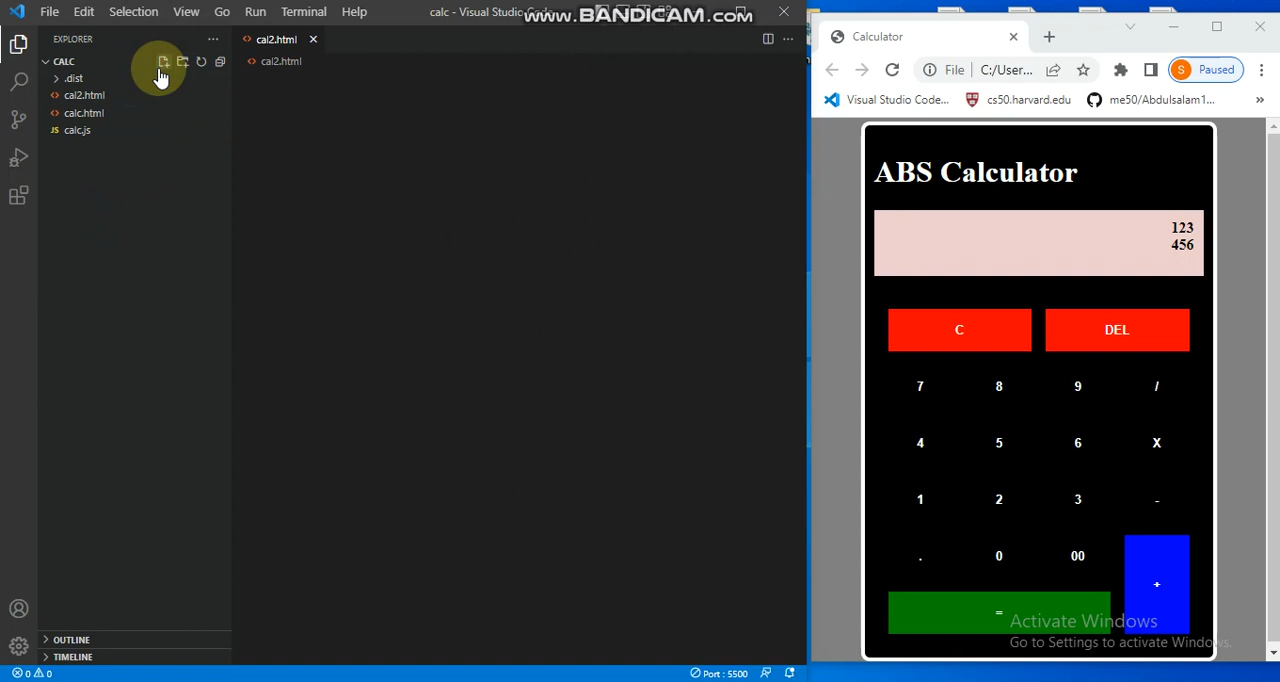 File Edit Selection View Go Run Terminal Help
calc - Visual Studio
www.BANDICAM.com
EXPLORER
CALC
.dist
cal2.html
calc.html
JS calc.js
OUTLINE
TIMELINE
cal2.html
cal2.html
0 0
Port : 5500
Calculator
File C:/User... S Paused
Visual Studio Code... cs50.harvard.edu me50/Abdulsalam1... »
ABS Calculator
123
456
C DEL
7 8 9 /
4 5 6 X
1 2 3 -
. 0 00 +
=
Activate Windows
Go to Settings to activate Windows.